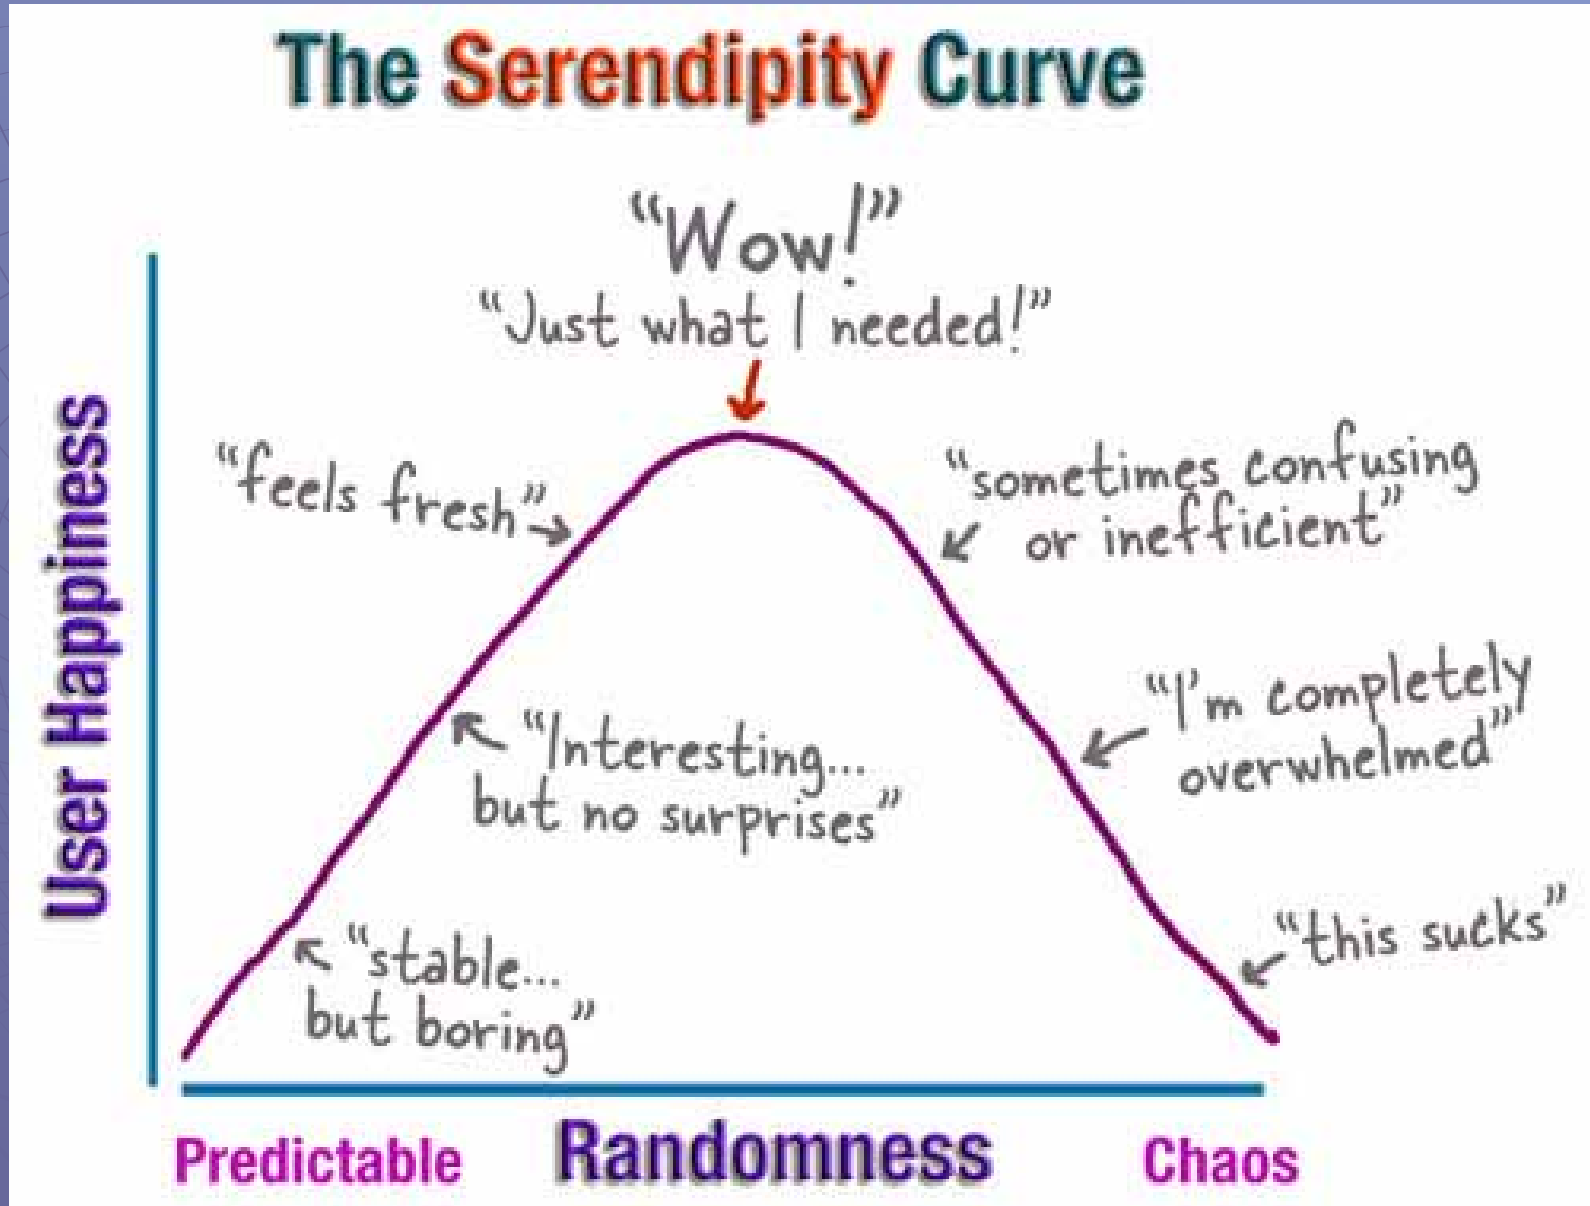 The Serendipity Curve
“Wow!”
“Just what I needed!”
“feels fresh”
“sometimes confusing
or inefficient”
“Interesting...
but no surprises”
“I'm completely
overwhelmed”
“stable...
but boring”
“this sucks”
User Happiness
Predictable
Randomness
Chaos